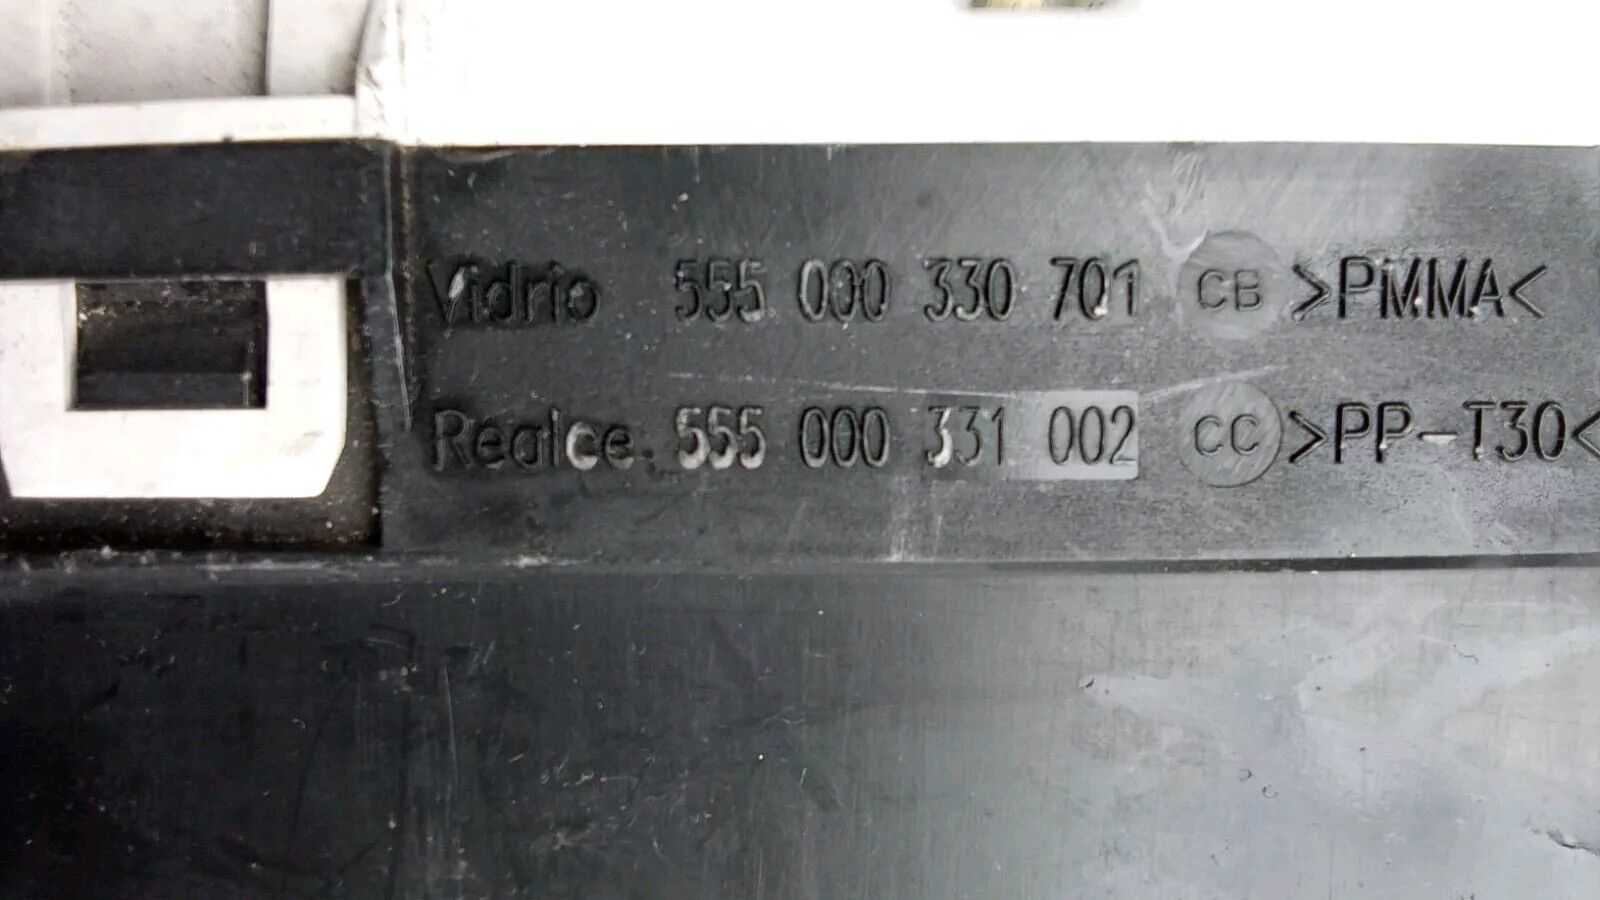 Vidrio 555 000 330 701 CB >PMMA<
Realce. 555 000 331 002 CC >PP-T30<